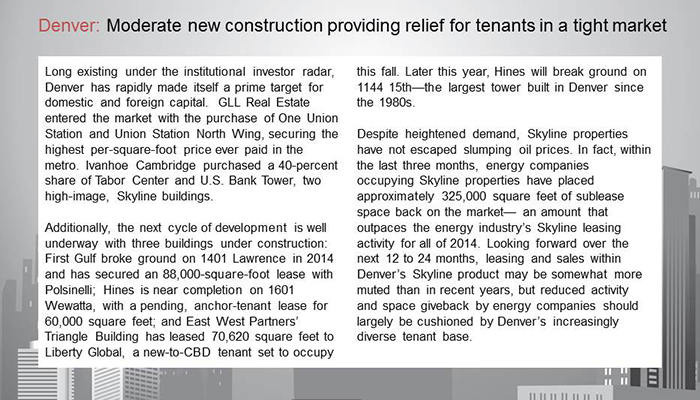 Denver: Moderate new construction providing relief for tenants in a tight market
Long existing under the institutional investor radar,
Denver has rapidly made itself a prime target for
domestic and foreign capital. GLL Real Estate
entered the market with the purchase of One Union
Station and Union Station North Wing, securing the
highest per-square-foot price ever paid in the
metro. Ivanhoe Cambridge purchased a 40-percent
share of Tabor Center and U.S. Bank Tower, two
high-image, Skyline buildings.
Additionally, the next cycle of development is well
underway with three buildings under construction:
First Gulf broke ground on 1401 Lawrence in 2014
and has secured an 88,000-square-foot lease with
Polsinelli; Hines is near completion on 1601
Wewatta, with a pending, anchor-tenant lease for
60,000 square feet; and East West Partners’
Triangle Building has leased 70,620 square feet to
Liberty Global, a new-to-CBD tenant set to occupy
this fall. Later this year, Hines will break ground on
1144 15th—the largest tower built in Denver since
the 1980s.
Despite heightened demand, Skyline properties
have not escaped slumping oil prices. In fact, within
the last three months, energy companies
occupying Skyline properties have placed
approximately 325,000 square feet of sublease
space back on the market— an amount that
outpaces the energy industry’s Skyline leasing
activity for all of 2014. Looking forward over the
next 12 to 24 months, leasing and sales within
Denver’s Skyline product may be somewhat more
muted than in recent years, but reduced activity
and space giveback by energy companies should
largely be cushioned by Denver’s increasingly
diverse tenant base.